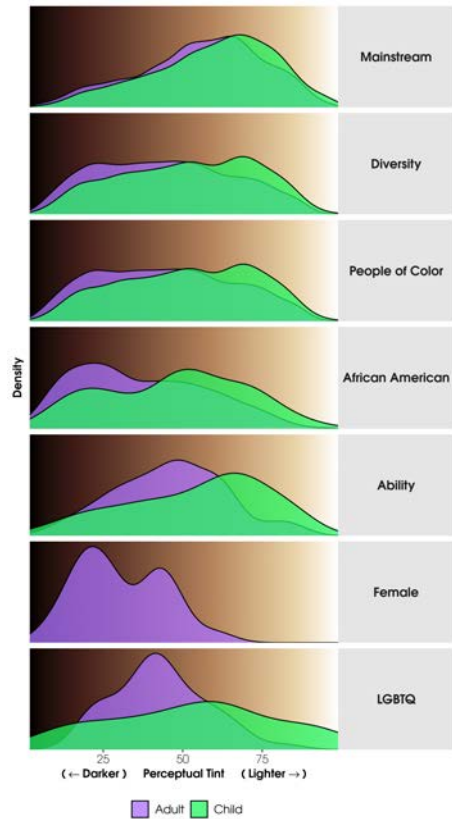 Mainstream
Diversity
People of Color
African American
Density
Ability
Female
LGBTQ
25 50 75
(← Darker) Perceptual Tint (Lighter →)
Adult Child